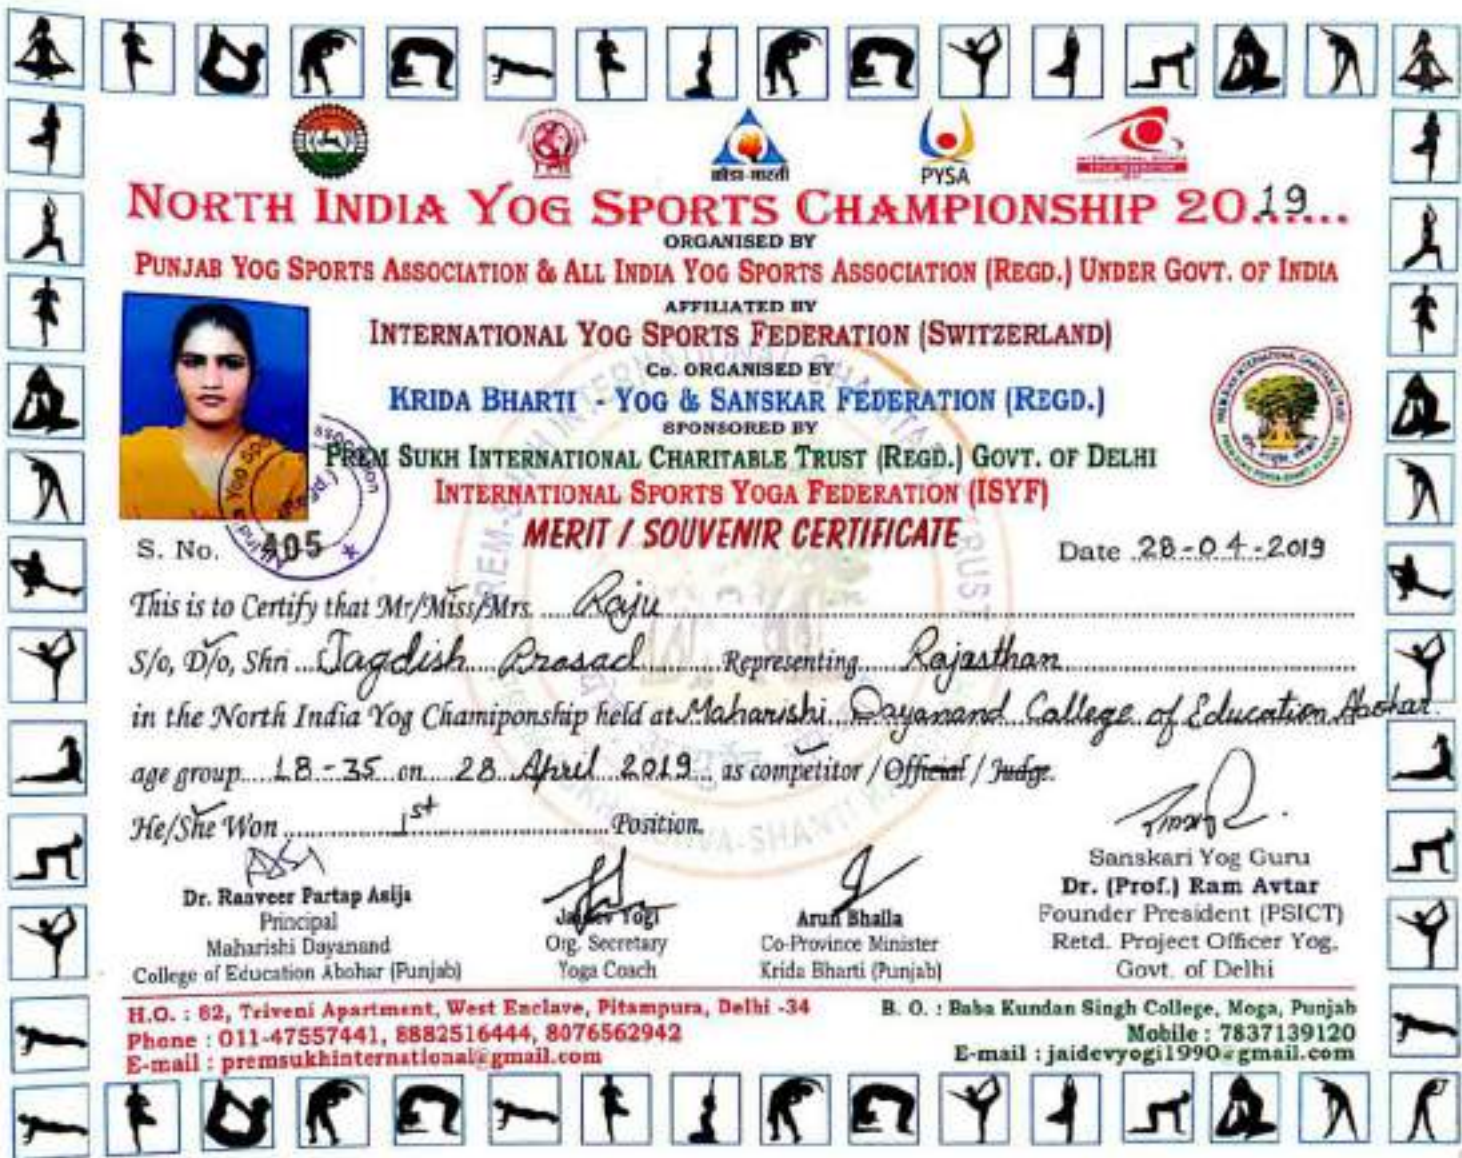 क्रीडा-भारती
PYSA
NORTH INDIA YOG SPORTS CHAMPIONSHIP 2019...
ORGANISED BY
PUNJAB YOG SPORTS ASSOCIATION & ALL INDIA YOG SPORTS ASSOCIATION (REGD.) UNDER GOVT. OF INDIA
AFFILIATED BY
INTERNATIONAL YOG SPORTS FEDERATION (SWITZERLAND)
Co. ORGANISED BY
KRIDA BHARTI - YOG & SANSKAR FEDERATION (REGD.)
SPONSORED BY
PREM SUKH INTERNATIONAL CHARITABLE TRUST (REGD.) GOVT. OF DELHI
INTERNATIONAL SPORTS YOGA FEDERATION (ISYF)
MERIT / SOUVENIR CERTIFICATE
S. No. 405
Date 28-04-2019
This is to Certify that Mr/Miss/Mrs. Raju
S/o, D/o, Shri Jagdish Prasad Representing Rajasthan
in the North India Yog Chamiponship held at Maharishi Dayanand College of Education Abohar.
age group 18-35 on 28 April 2019 as competitor / Official / Judge.
He/She Won 1st Position.
Sanskari Yog Guru
Dr. (Prof.) Ram Avtar
Founder President (PSICT)
Retd. Project Officer Yog,
Govt. of Delhi
Dr. Raaveer Partap Asija
Principal
Maharishi Dayanand
College of Education Abohar (Punjab)
Jaidev Yogi
Org. Secretary
Yoga Coach
Arun Bhalla
Co-Province Minister
Krida Bharti (Punjab)
H.O. : 82, Triveni Apartment, West Enclave, Pitampura, Delhi -34
Phone : 011-47557441, 8882516444, 8076562942
E-mail : premsukhinternational@gmail.com
B. O. : Baba Kundan Singh College, Moga, Punjab
Mobile : 7837139120
E-mail : jaidevyogi1990@gmail.com